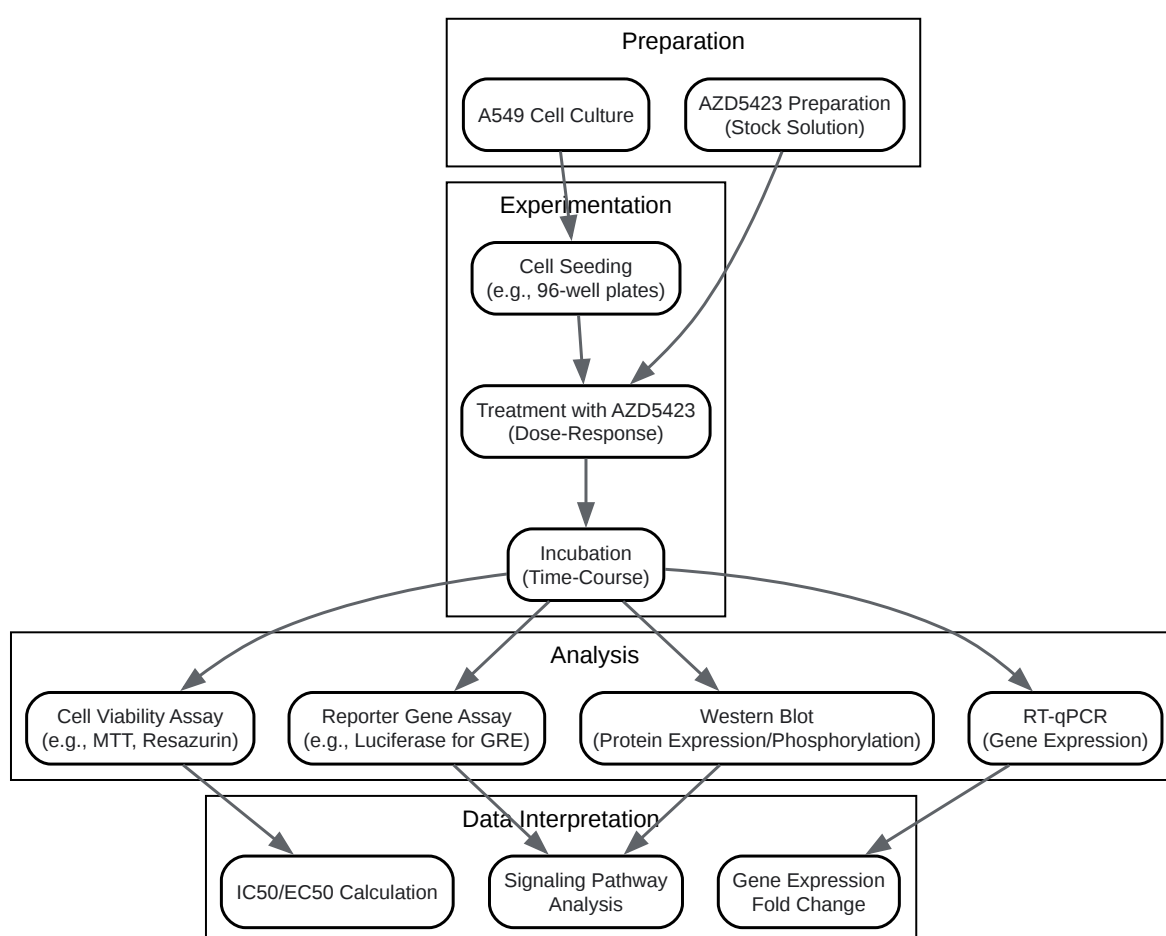 Preparation
A549 Cell Culture
AZD5423 Preparation
(Stock Solution)
Experimentation
Cell Seeding
(e.g., 96-well plates)
Treatment with AZD5423
(Dose-Response)
Incubation
(Time-Course)
Analysis
Cell Viability Assay
(e.g., MTT, Resazurin)
Reporter Gene Assay
(e.g., Luciferase for GRE)
Western Blot
(Protein Expression/Phosphorylation)
RT-qPCR
(Gene Expression)
Data Interpretation
IC50/EC50 Calculation
Signaling Pathway
Analysis
Gene Expression
Fold Change